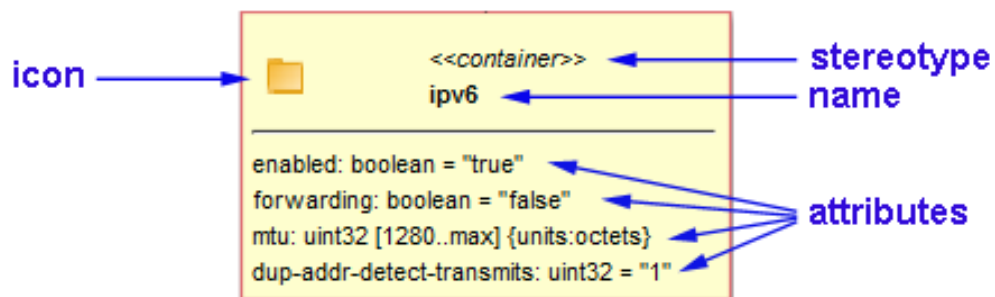 <<container>>
stereotype
icon
ipv6
name
enabled: boolean = "true"
forwarding: boolean = "false"
attributes
mtu: uint32 [1280..max] {units:octets}
dup-addr-detect-transmits: uint32 = "1"